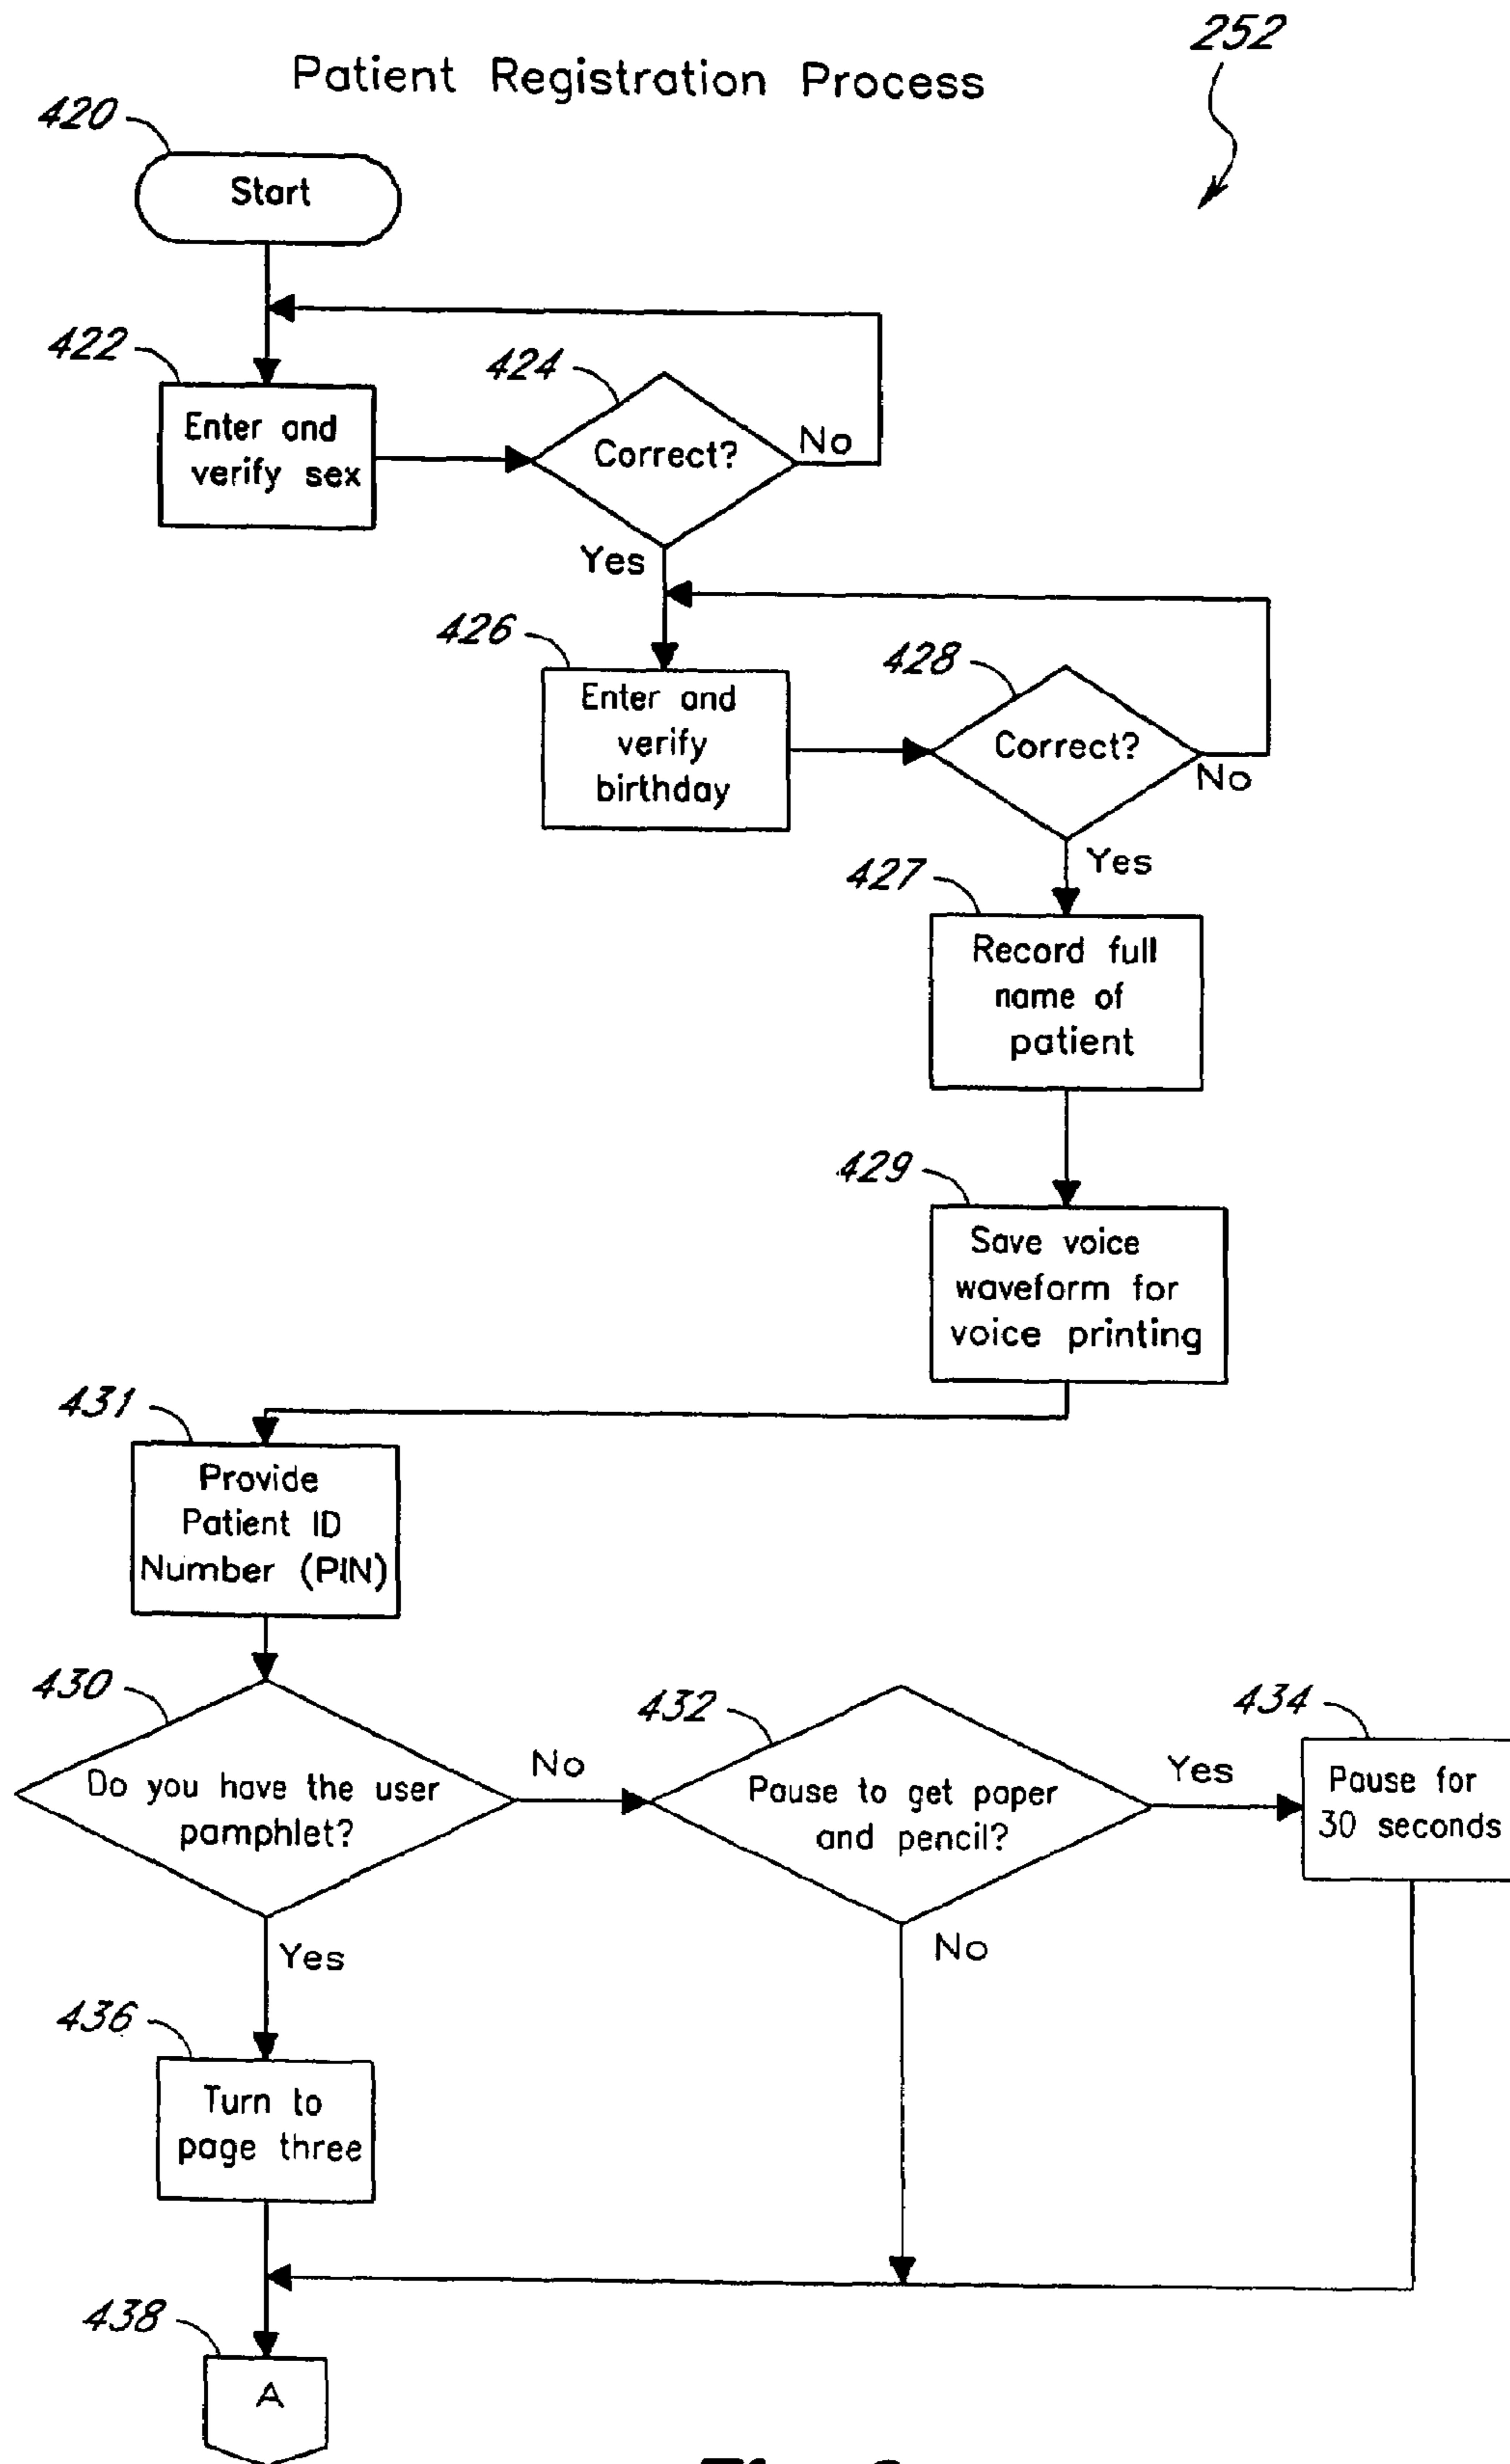 252
Patient Registration Process
420
Start
422
Enter and
verify sex
424
Correct?
No
Yes
426
Enter and
verify
birthday
428
Correct?
No
Yes
427
Record full
name of
patient
429
Save voice
waveform for
voice printing
431
Provide
Patient ID
Number (PIN)
430
Do you have the user
pamphlet?
No
432
Pause to get paper
and pencil?
Yes
434
Pause for
30 seconds
Yes
No
436
Turn to
page three
438
A